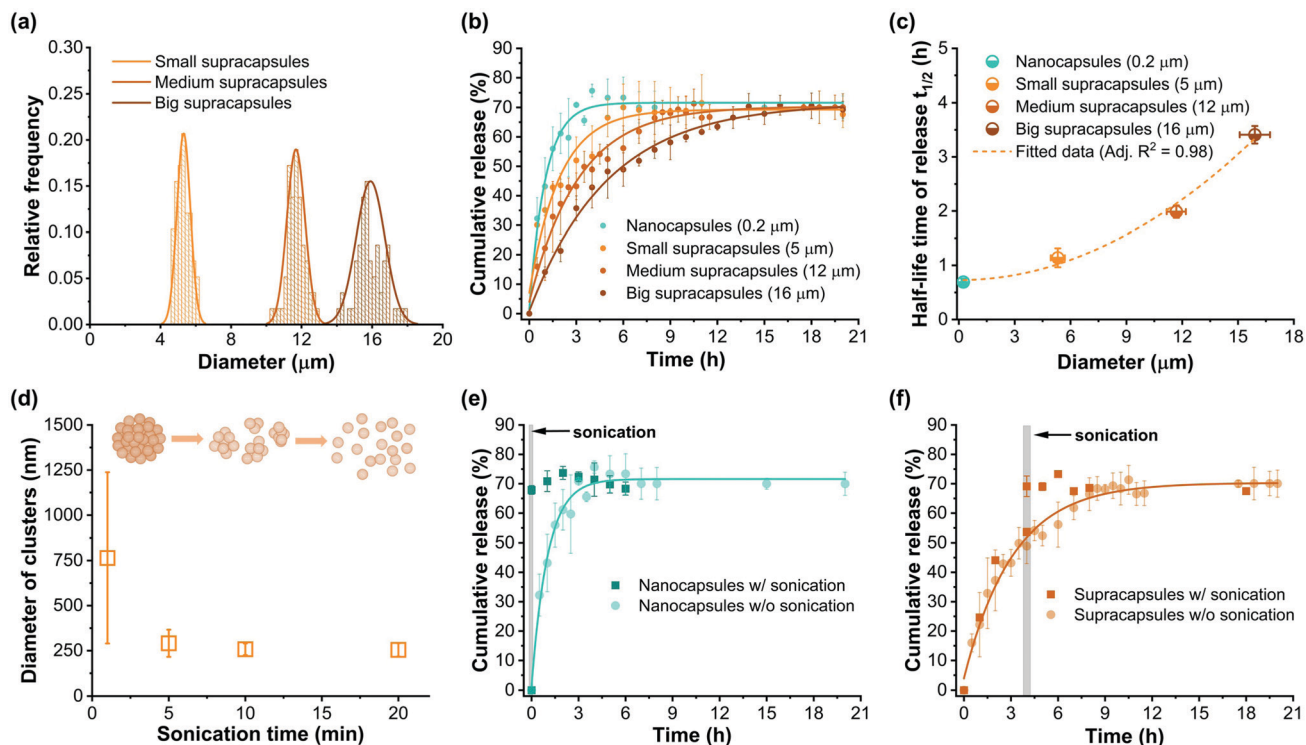 (a)
0.30
0.25
0.20
0.15
0.10
0.05
0.00
Relative frequency
Small supracapsules
Medium supracapsules
Big supracapsules
0 4 8 12 16 20
Diameter (μm)
(b)
90
80
70
60
50
40
30
20
10
0
Cumulative release (%)
Nanocapsules (0.2 μm)
Small supracapsules (5 μm)
Medium supracapsules (12 μm)
Big supracapsules (16 μm)
0 3 6 9 12 15 18 21
Time (h)
(c)
5
4
3
2
1
0
Half-life time of release t1/2 (h)
Nanocapsules (0.2 μm)
Small supracapsules (5 μm)
Medium supracapsules (12 μm)
Big supracapsules (16 μm)
Fitted data (Adj. R² = 0.98)
0 3 6 9 12 15 18
Diameter (μm)
(d)
1500
1250
1000
750
500
250
0
Diameter of clusters (nm)
0 5 10 15 20
Sonication time (min)
(e)
90
80
70
60
50
40
30
20
10
0
Cumulative release (%)
sonication
Nanocapsules w/ sonication
Nanocapsules w/o sonication
0 3 6 9 12 15 18 21
Time (h)
(f)
90
80
70
60
50
40
30
20
10
0
Cumulative release (%)
sonication
Supracapsules w/ sonication
Supracapsules w/o sonication
0 3 6 9 12 15 18 21
Time (h)